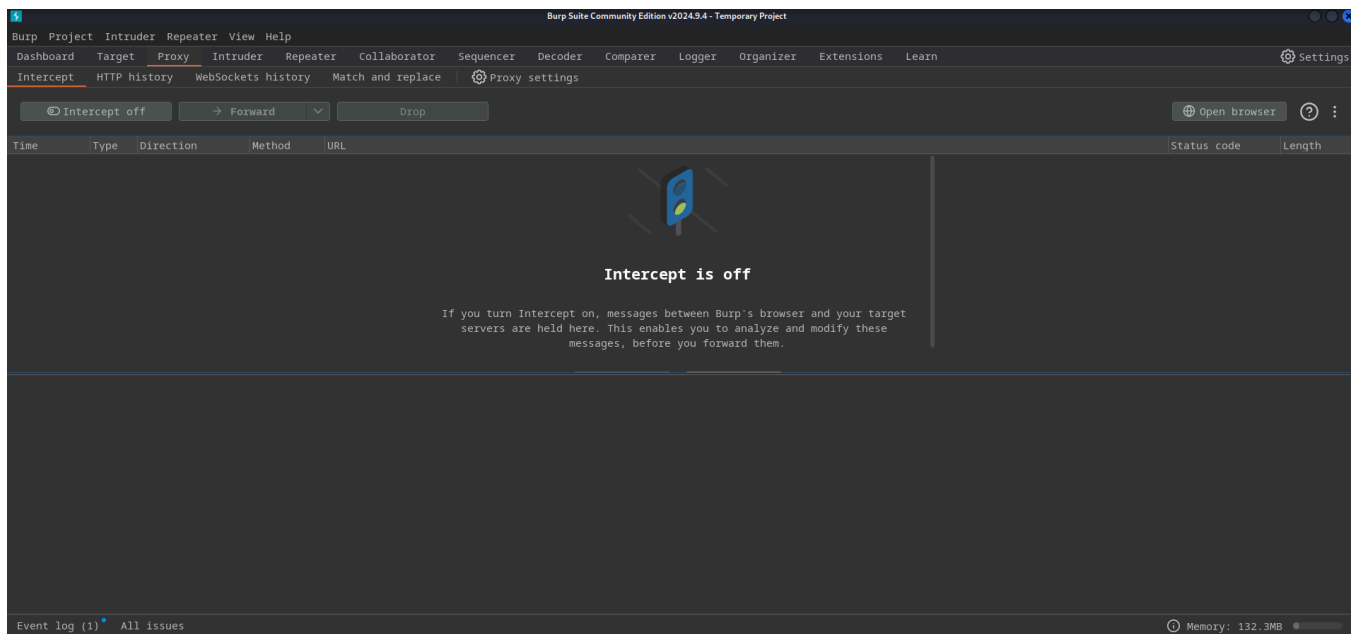 Burp Suite Community Edition v2024.9.4 - Temporary Project
Burp Project Intruder Repeater View Help
Dashboard Target Proxy Intruder Repeater Collaborator Sequencer Decoder Comparer Logger Organizer Extensions Learn Settings
Intercept HTTP history WebSockets history Match and replace Proxy settings
Intercept off Forward Drop Open browser ?
Time Type Direction Method URL Status code Length
Intercept is off
If you turn Intercept on, messages between Burp's browser and your target
servers are held here. This enables you to analyze and modify these
messages, before you forward them.
Event log (1) All issues Memory: 132.3MB